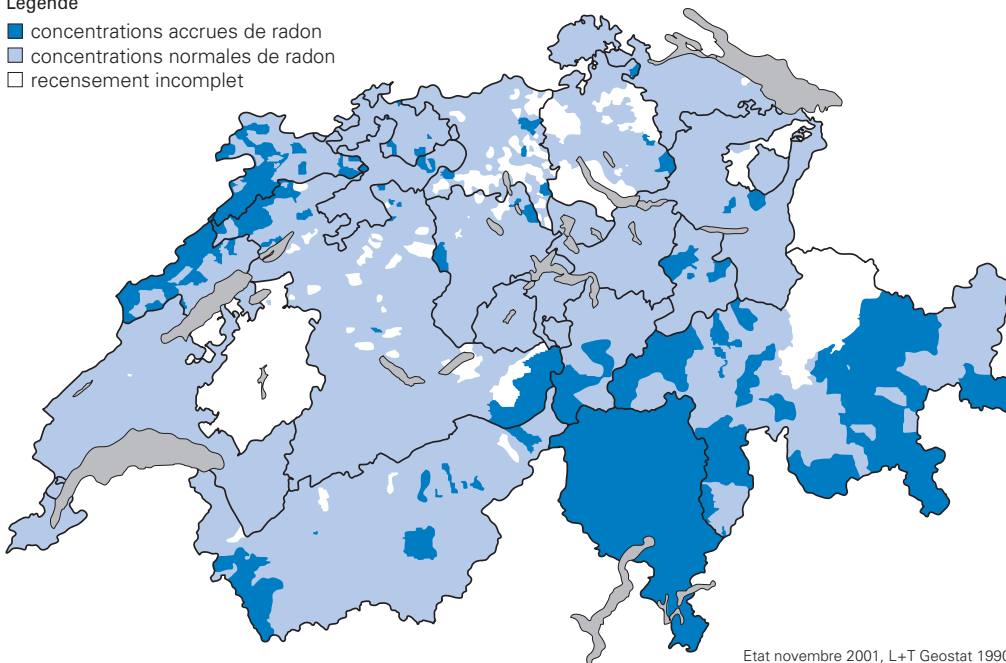 Légende
concentrations accrues de radon
concentrations normales de radon
recensement incomplet
Etat novembre 2001, L+T Geostat 1990